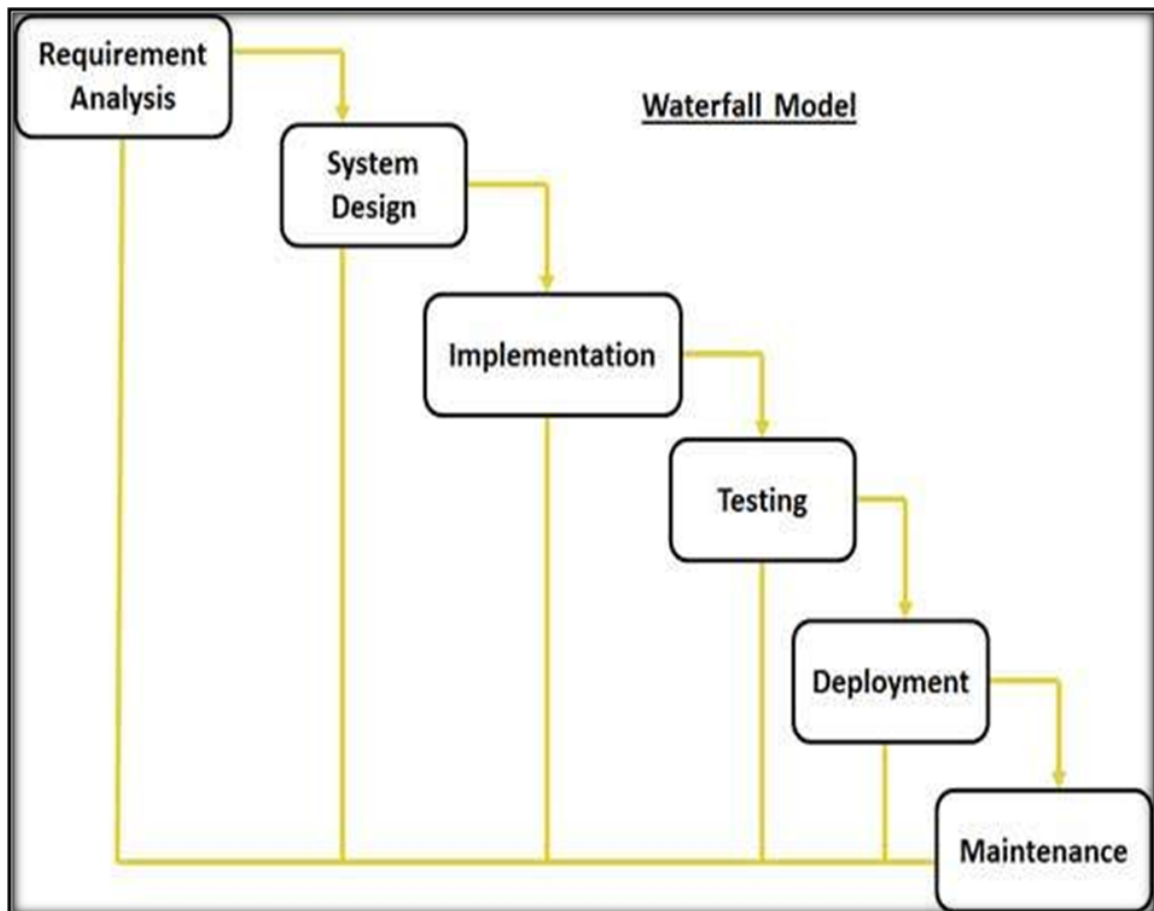 Requirement
Analysis
Waterfall Model
System
Design
Implementation
Testing
Deployment
Maintenance